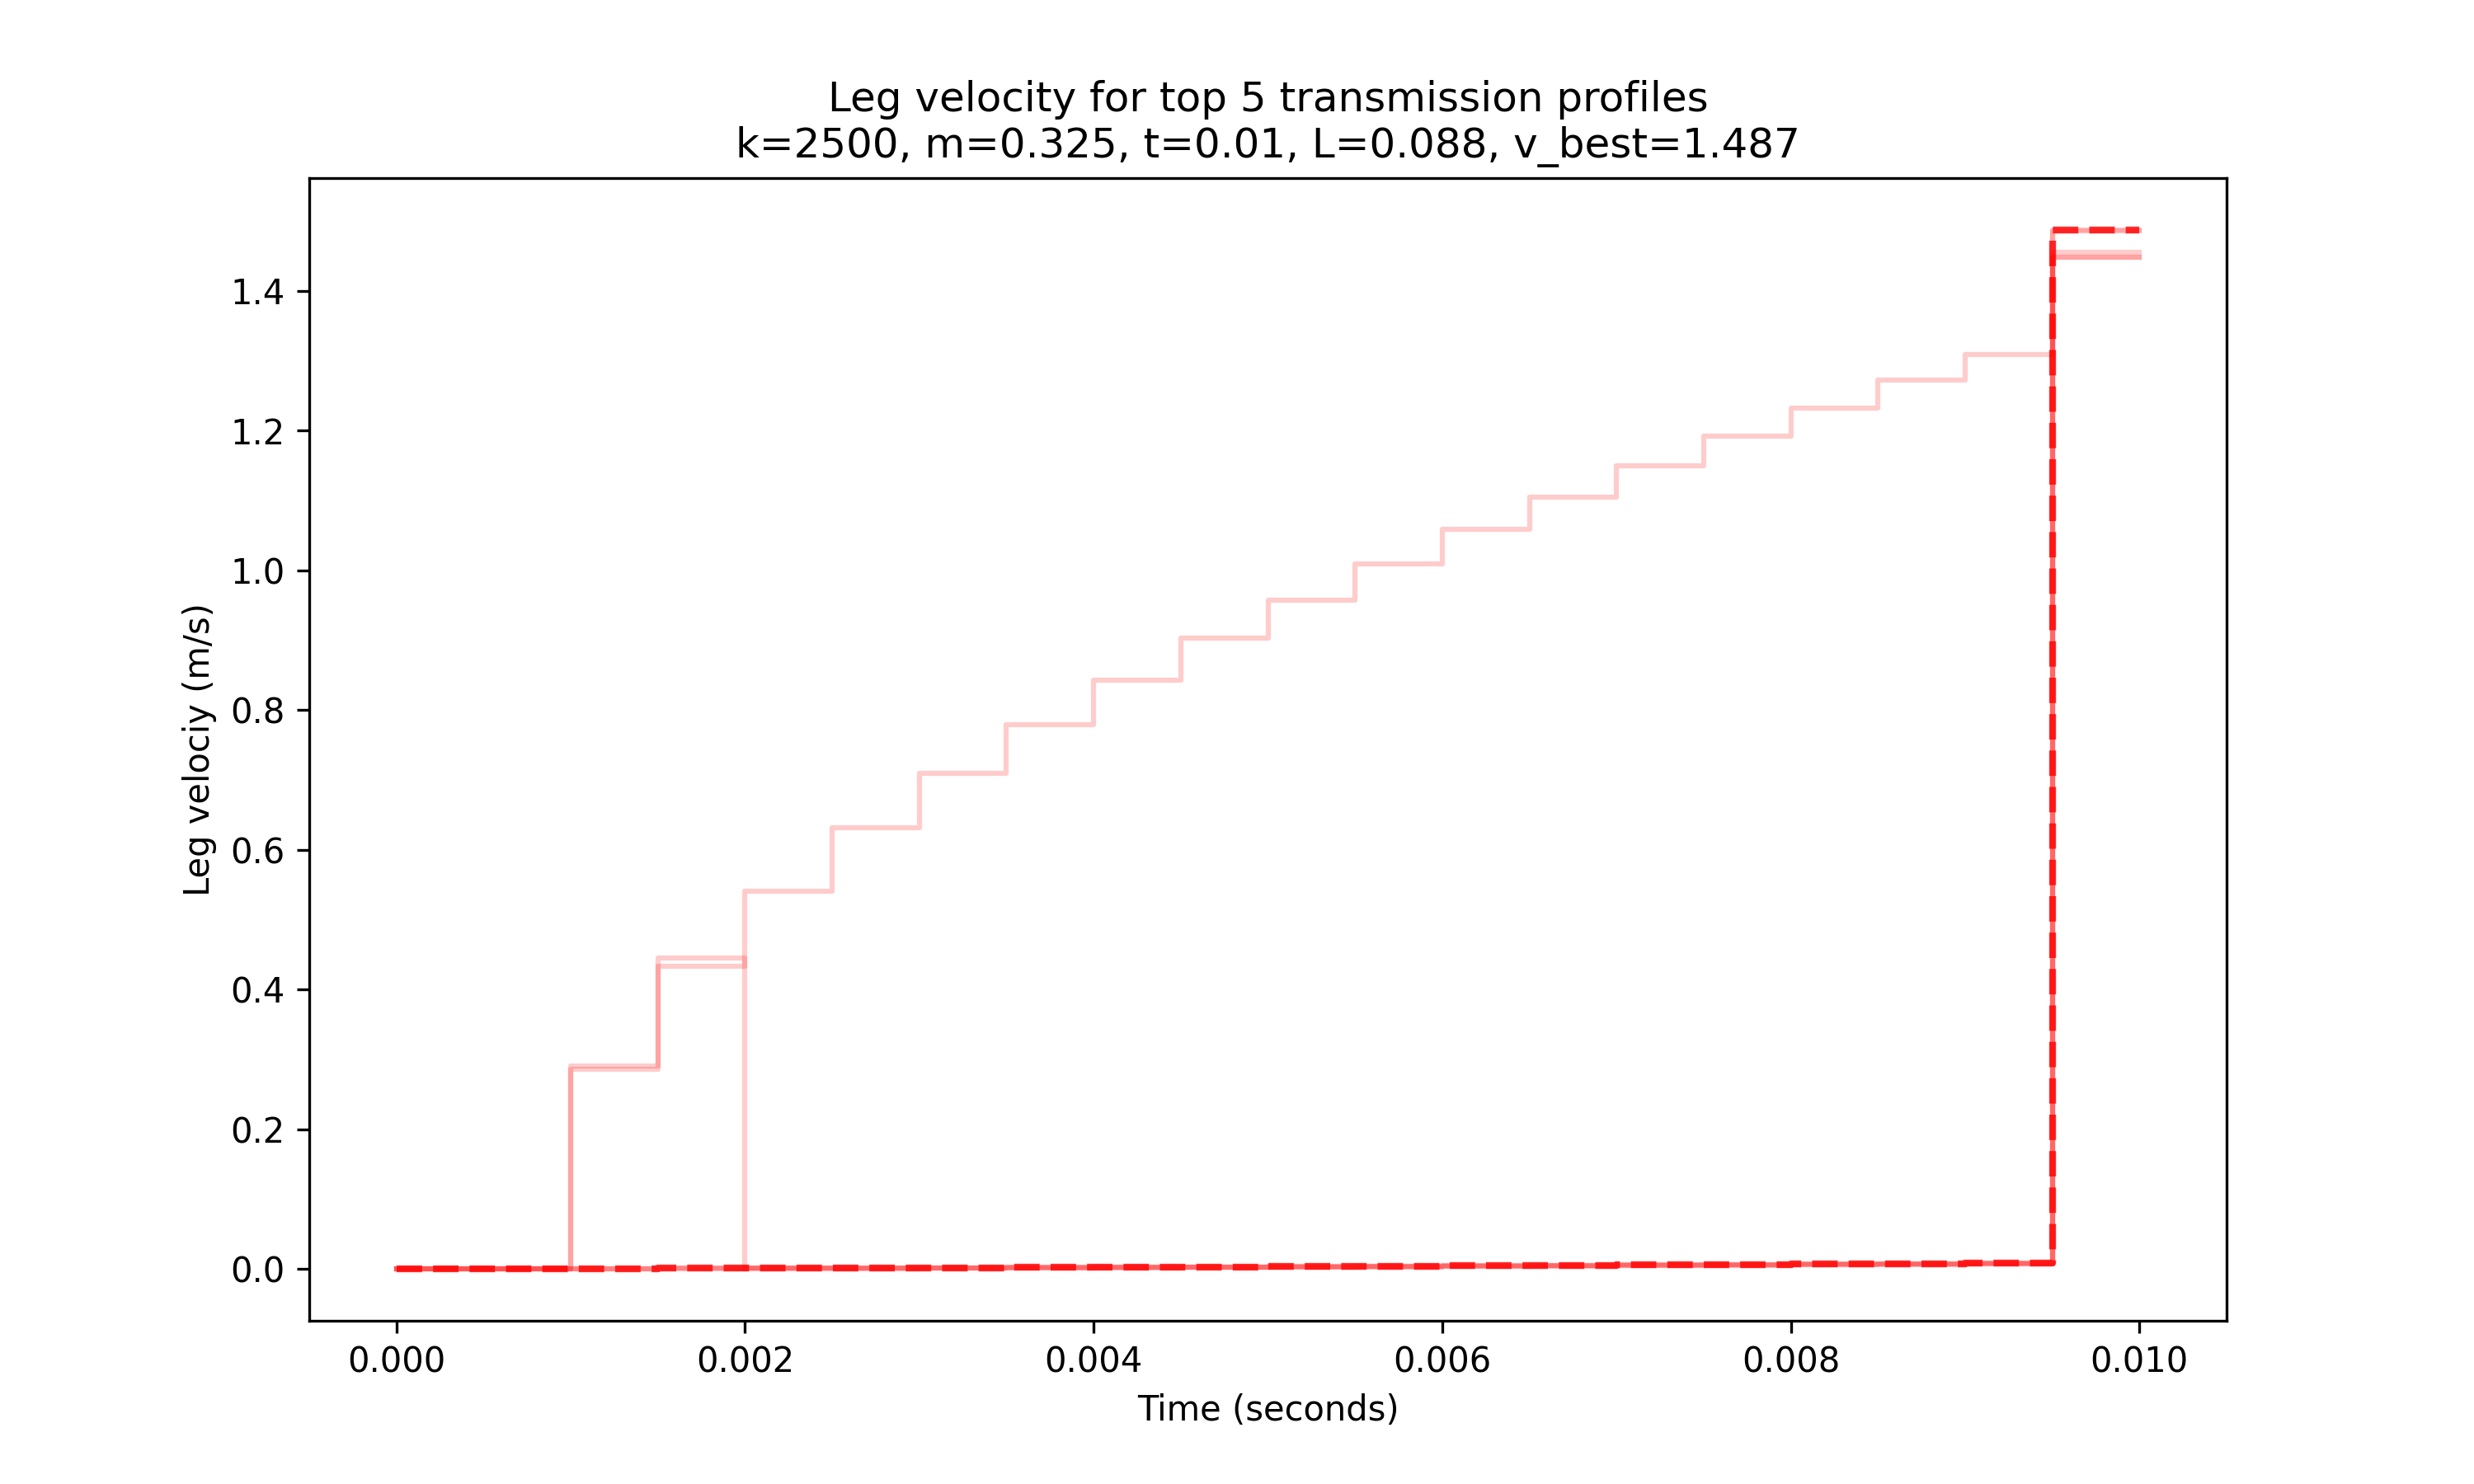 Leg velocity for top 5 transmission profiles
k=2500, m=0.325, t=0.01, L=0.088, v_best=1.487
Leg velociy (m/s)
1.4
1.2
1.0
0.8
0.6
0.4
0.2
0.0
0.000 0.002 0.004 0.006 0.008 0.010
Time (seconds)